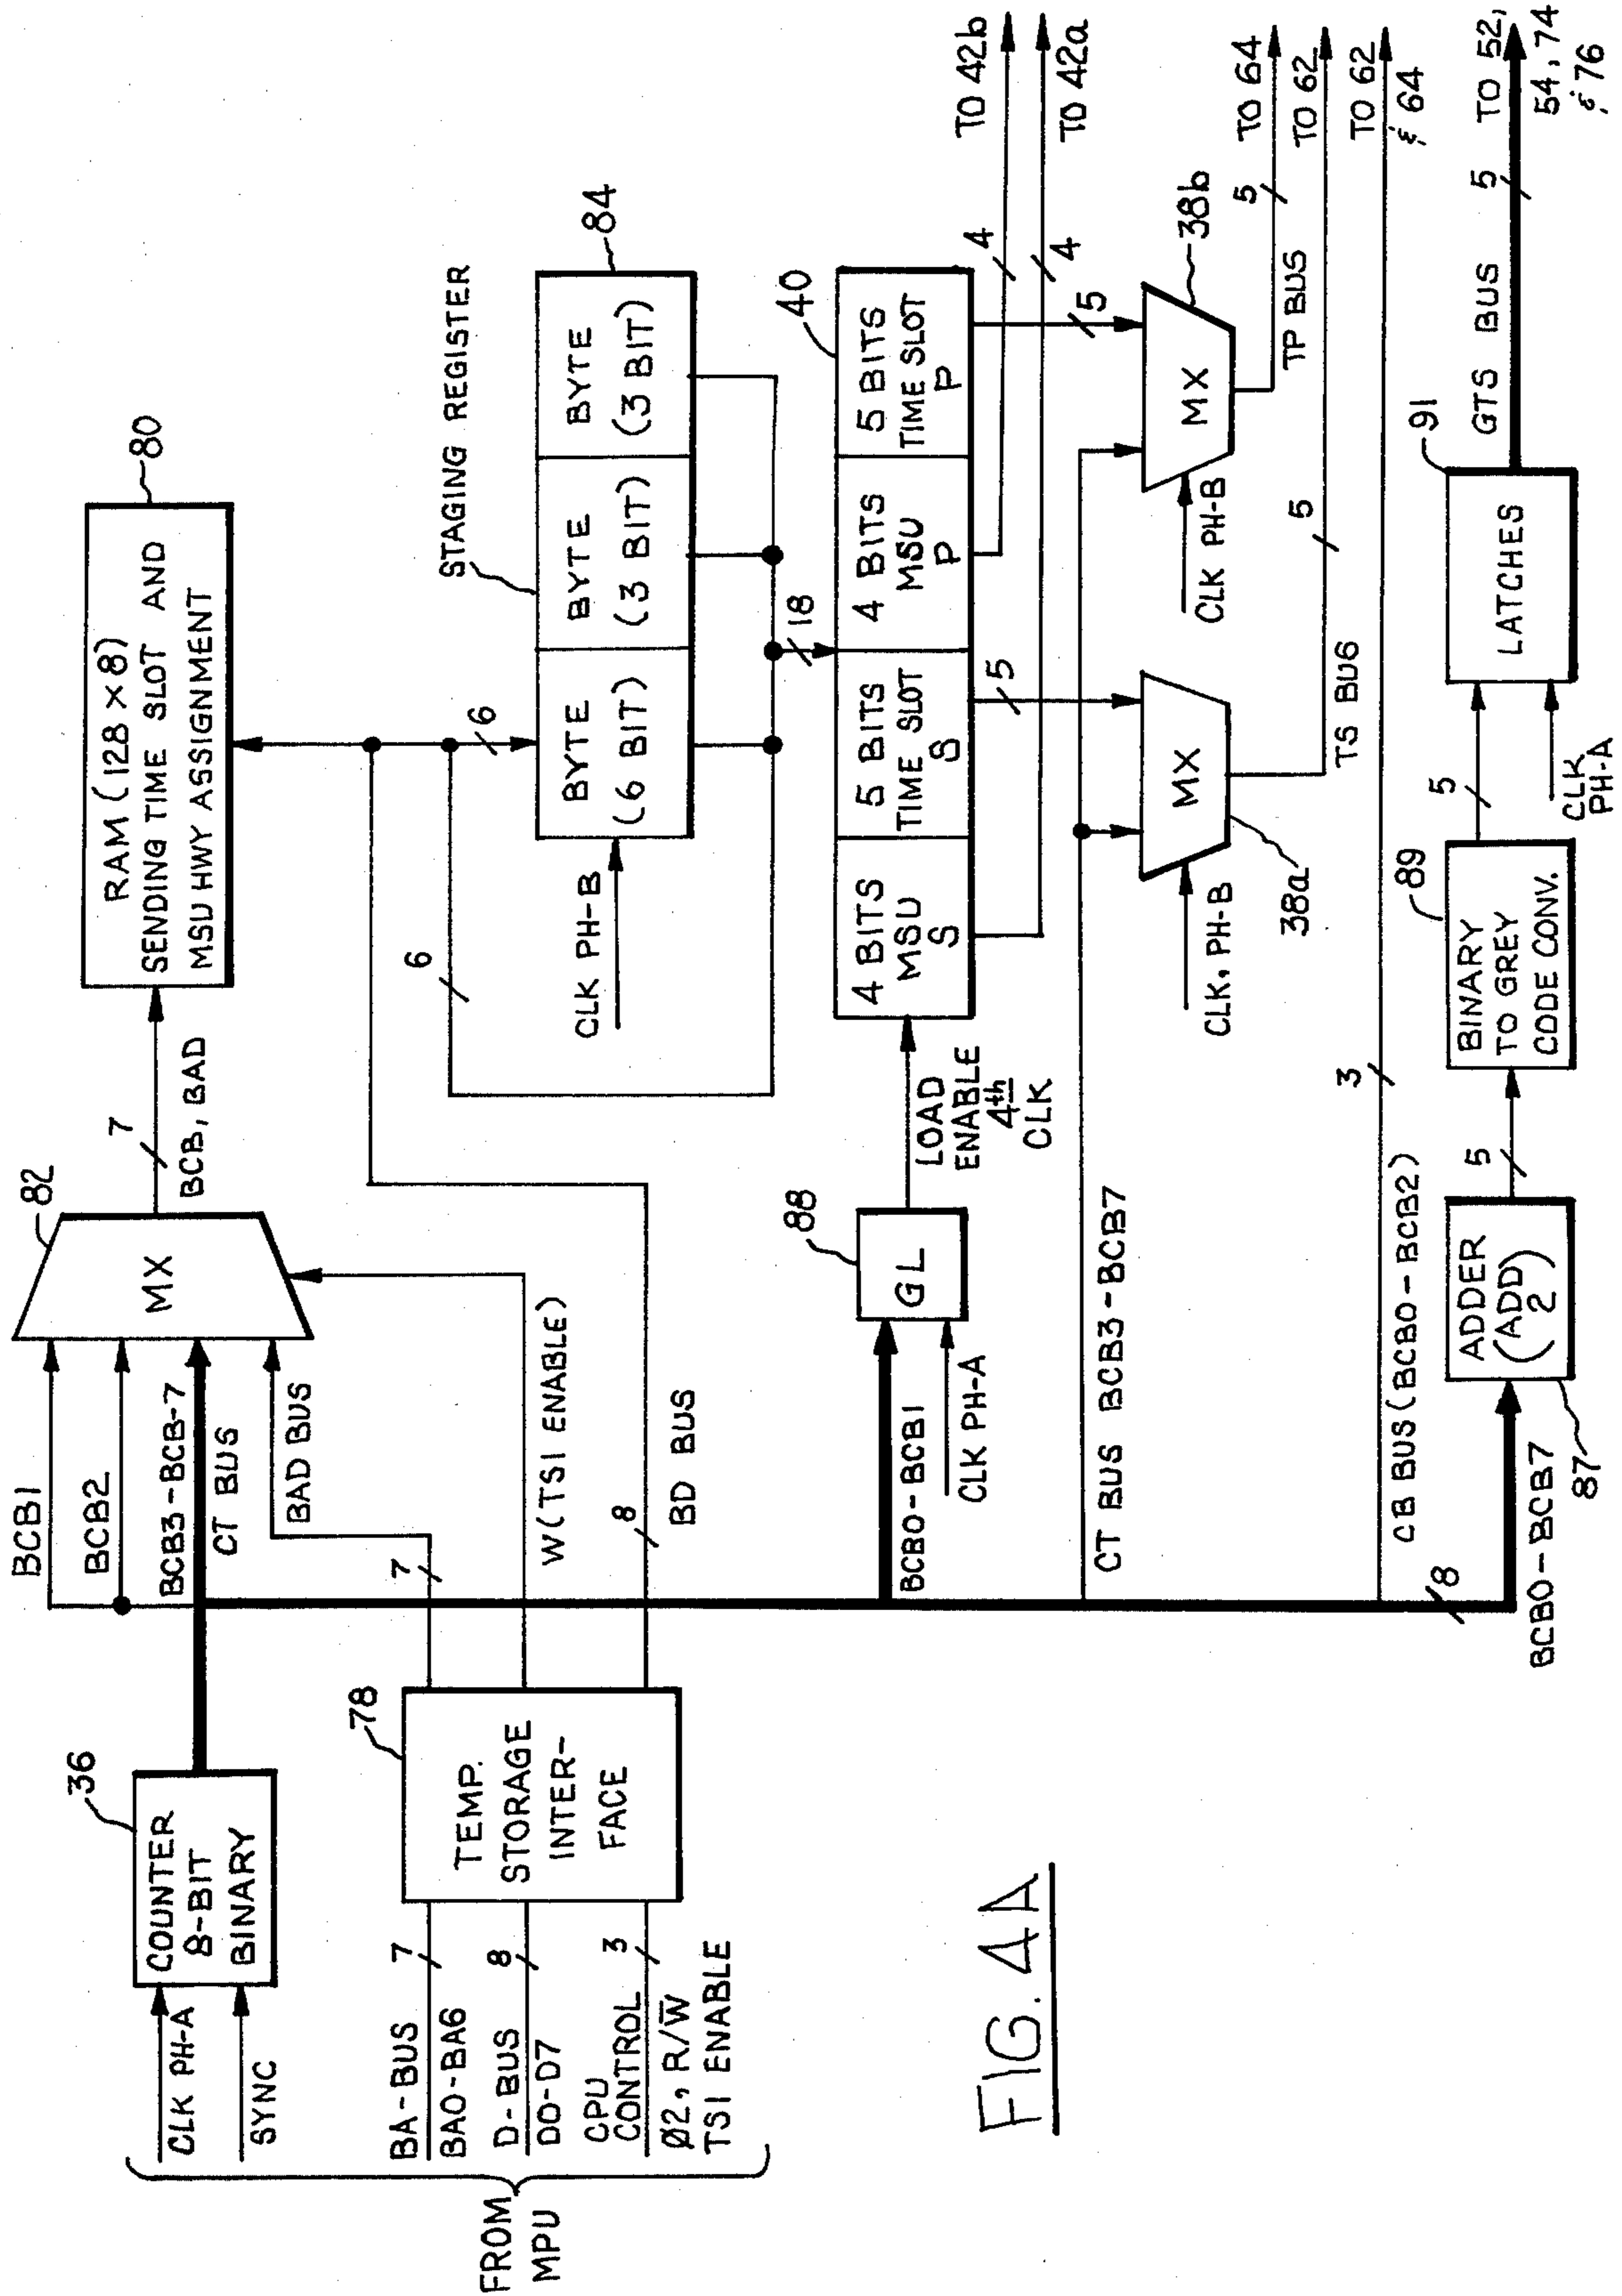 FROM
MPU
CLK PH-A
SYNC
36
COUNTER
8-BIT
BINARY
BA-BUS
BA0-BA6
7
D-BUS
D0-D7
8
CPU
CONTROL
Ø2, R/W̅
TSI ENABLE
3
78
TEMP.
STORAGE
INTER-
FACE
BCB1
BCB2
BCB3-BCB-7
CT BUS
BAD BUS
7
W(TSI ENABLE)
8
BD BUS
82
MX
7
BCB, BAD
80
RAM (128 X 8)
SENDING TIME SLOT AND
MSU HWY ASSIGNMENT
6
6
STAGING REGISTER
84
BYTE
(6 BIT)
BYTE
(3 BIT)
BYTE
(3 BIT)
CLK PH-B
18
BCB0-BCB1
CLK PH-A
88
GL
LOAD
ENABLE
4th
CLK
40
4 BITS
MSU
S
5 BITS
TIME SLOT
S
4 BITS
MSU
P
5 BITS
TIME SLOT
P
4
TO 42b
4
TO 42a
5
5
CT BUS BCB3-BCB7
CLK, PH-B
MX
38a
CLK PH-B
MX
38b
5
TP BUS
TO 64
TS BUS
5
TO 62
CB BUS (BCB0-BCB2)
3
TO 62
& 64
8
BCB0-BCB7
87
ADDER
(ADD
2)
5
89
BINARY
TO GREY
CODE CONV.
5
CLK
PH-A
91
LATCHES
GTS BUS
5
TO 52,
54, 74
& 76
FIG. 4A